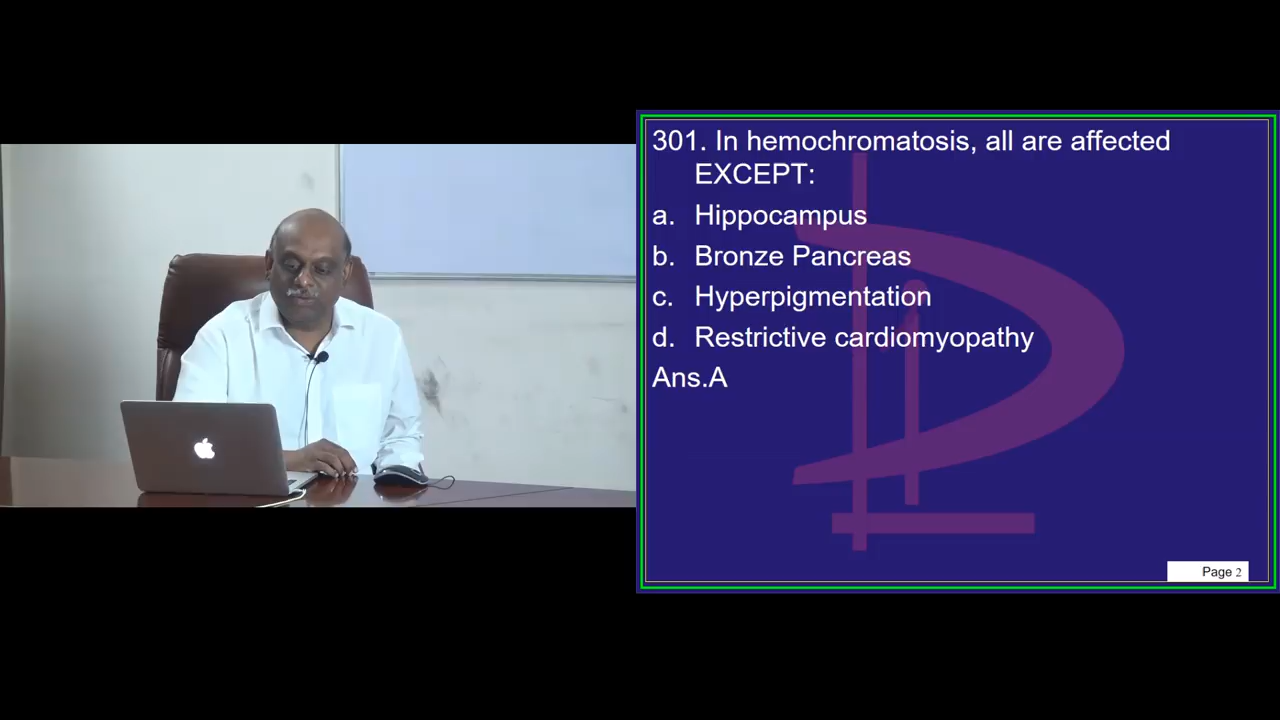 301. In hemochromatosis, all are affected
EXCEPT:
a. Hippocampus
b. Bronze Pancreas
c. Hyperpigmentation
d. Restrictive cardiomyopathy
Ans.A
Page 2